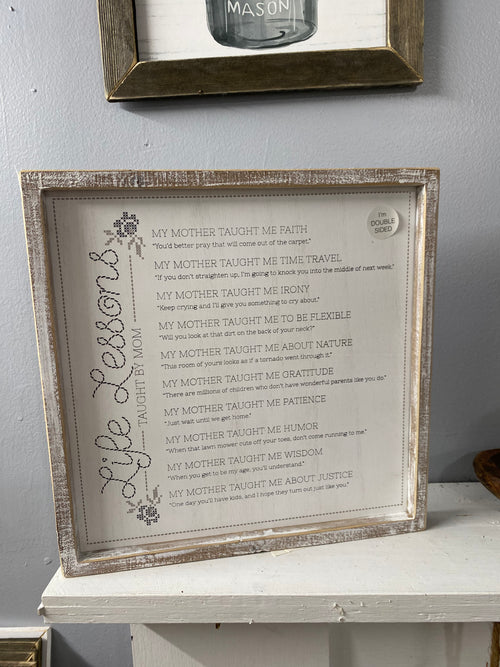 MASON
I'm
DOUBLE
SIDED
Life Lessons
TAUGHT BY MOM
MY MOTHER TAUGHT ME FAITH
"You'd better pray that will come out of the carpet."
MY MOTHER TAUGHT ME TIME TRAVEL
"If you don't straighten up, I'm going to knock you into the middle of next week."
MY MOTHER TAUGHT ME IRONY
"Keep crying and I'll give you something to cry about."
MY MOTHER TAUGHT ME TO BE FLEXIBLE
"Will you look at that dirt on the back of your neck?"
MY MOTHER TAUGHT ME ABOUT NATURE
"This room of yours looks as if a tornado went through it."
MY MOTHER TAUGHT ME GRATITUDE
"There are millions of children who don't have wonderful parents like you do."
MY MOTHER TAUGHT ME PATIENCE
"Just wait until we get home."
MY MOTHER TAUGHT ME HUMOR
"When that lawn mower cuts off your toes, don't come running to me."
MY MOTHER TAUGHT ME WISDOM
"When you get to be my age, you'll understand."
MY MOTHER TAUGHT ME ABOUT JUSTICE
"One day you'll have kids, and I hope they turn out just like you."